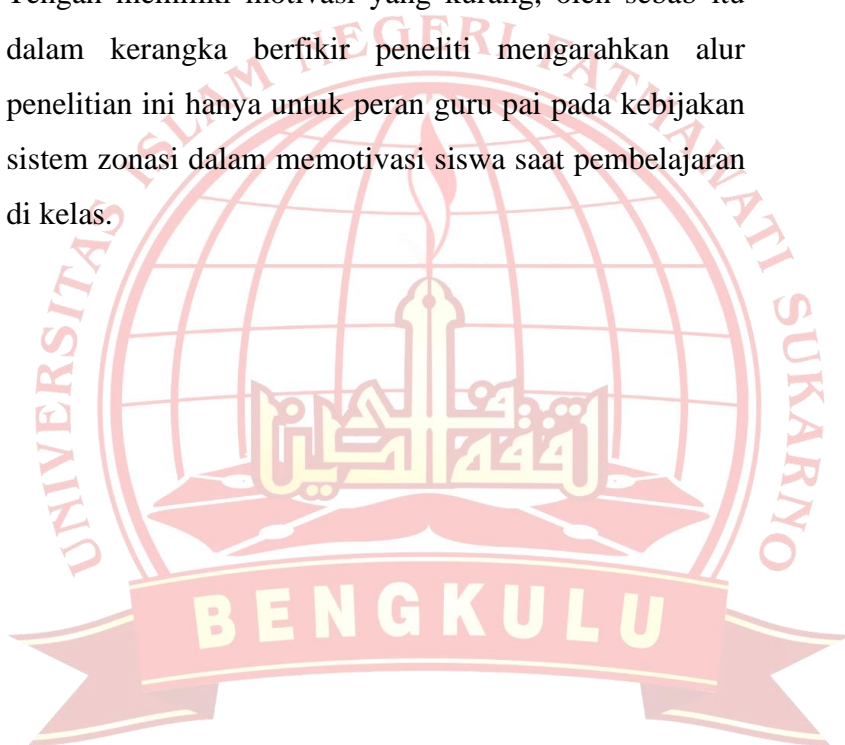 Tengah memiliki motivasi yang kurang, oleh sebab itu
dalam kerangka berfikir peneliti mengarahkan alur
penelitian ini hanya untuk peran guru pai pada kebijakan
sistem zonasi dalam memotivasi siswa saat pembelajaran
di kelas.
UNIVERSITAS ISLAM NEGERI FATMAWATI SUKARNO
BENGKULU